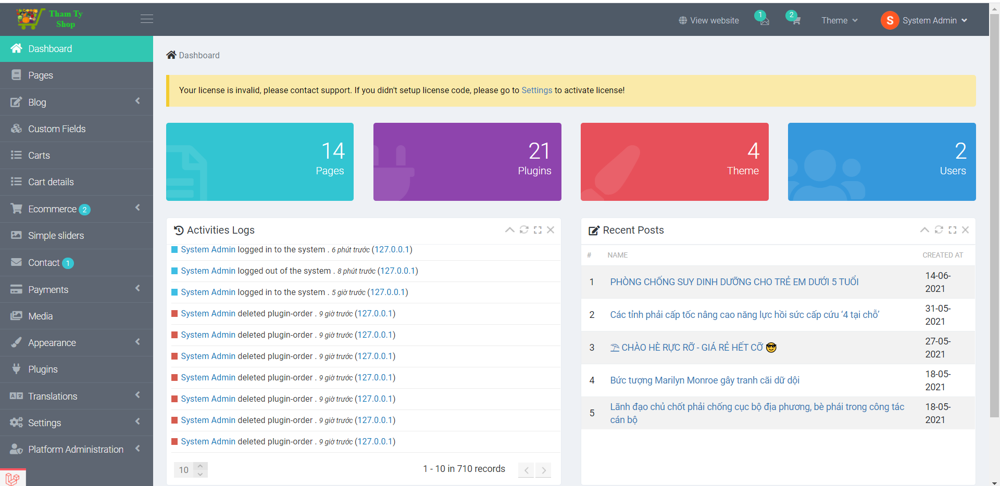 Tham Ty
Shop
View website
1
2
Theme
S
System Admin
Dashboard
Pages
Blog
Custom Fields
Carts
Cart details
Ecommerce 2
Simple sliders
Contact 1
Payments
Media
Appearance
Plugins
Translations
Settings
Platform Administration
Dashboard
Your license is invalid, please contact support. If you didn't setup license code, please go to Settings to activate license!
14
Pages
21
Plugins
4
Theme
2
Users
Activities Logs
System Admin logged in to the system . 6 phút trước (127.0.0.1)
System Admin logged out of the system . 8 phút trước (127.0.0.1)
System Admin logged in to the system . 5 giờ trước (127.0.0.1)
System Admin deleted plugin-order . 9 giờ trước (127.0.0.1)
System Admin deleted plugin-order . 9 giờ trước (127.0.0.1)
System Admin deleted plugin-order . 9 giờ trước (127.0.0.1)
System Admin deleted plugin-order . 9 giờ trước (127.0.0.1)
System Admin deleted plugin-order . 9 giờ trước (127.0.0.1)
System Admin deleted plugin-order . 9 giờ trước (127.0.0.1)
System Admin deleted plugin-order . 9 giờ trước (127.0.0.1)
10
1 - 10 in 710 records
Recent Posts
# NAME CREATED AT
1 PHÒNG CHỐNG SUY DINH DƯỠNG CHO TRẺ EM DƯỚI 5 TUỔI 14-06-
2021
2 Các tỉnh phải cấp tốc nâng cao năng lực hồi sức cấp cứu ‘4 tại chỗ’ 31-05-
2021
3 ⛱ CHÀO HÈ RỰC RỠ - GIÁ RẺ HẾT CỠ 😎 27-05-
2021
4 Bức tượng Marilyn Monroe gây tranh cãi dữ dội 18-05-
2021
5 Lãnh đạo chủ chốt phải chống cục bộ địa phương, bè phái trong công tác
cán bộ 18-05-
2021